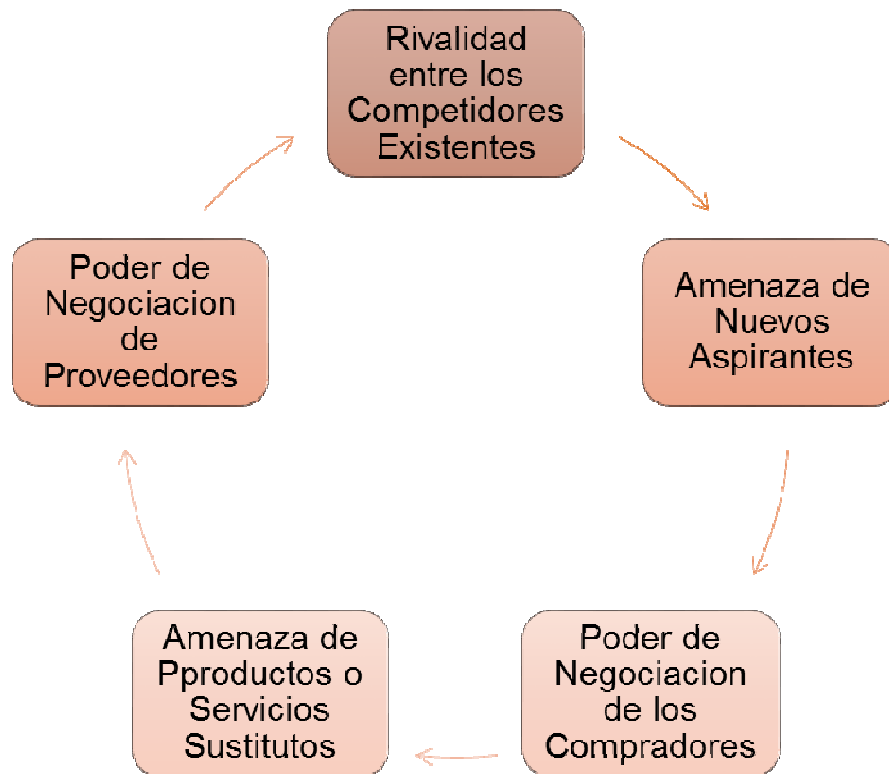 Rivalidad
entre los
Competidores
Existentes
Amenaza de
Nuevos
Aspirantes
Poder de
Negociacion
de los
Compradores
Amenaza de
Pproductos o
Servicios
Sustitutos
Poder de
Negociacion
de
Proveedores